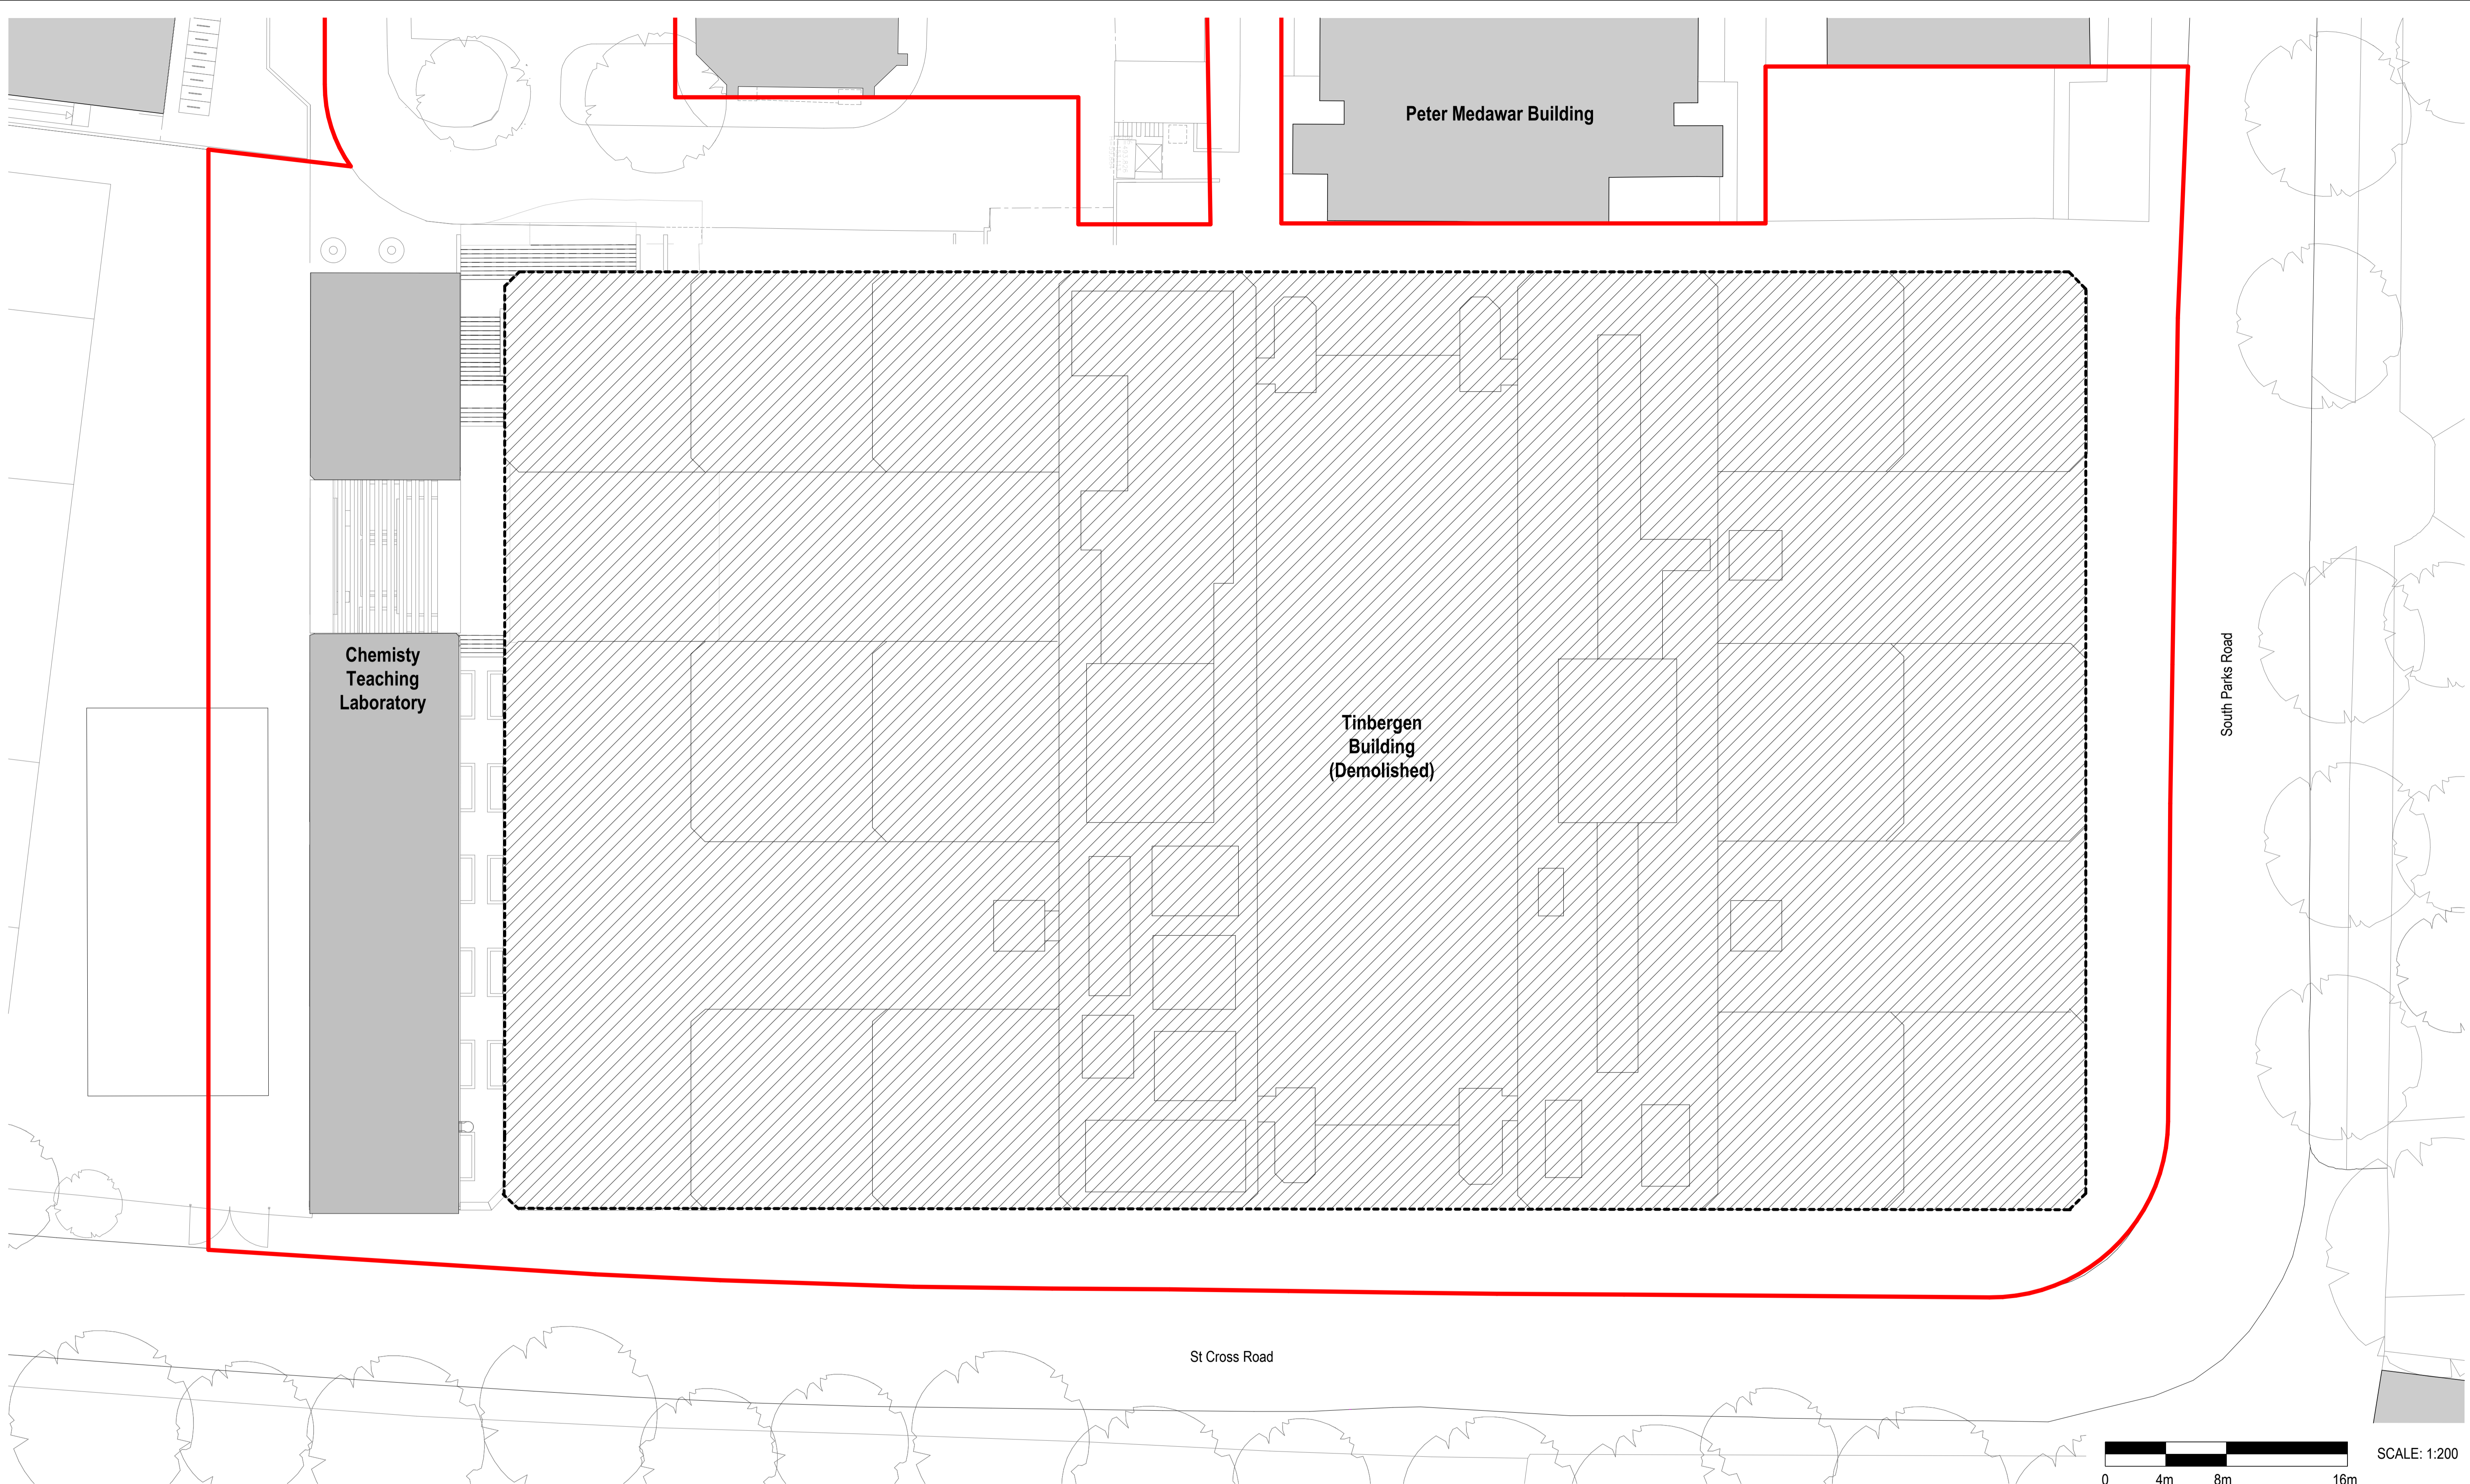 Peter Medawar Building
Chemisty
Teaching
Laboratory
Tinbergen
Building
(Demolished)
South Parks Road
St Cross Road
SCALE: 1:200
0 4m 8m 16m